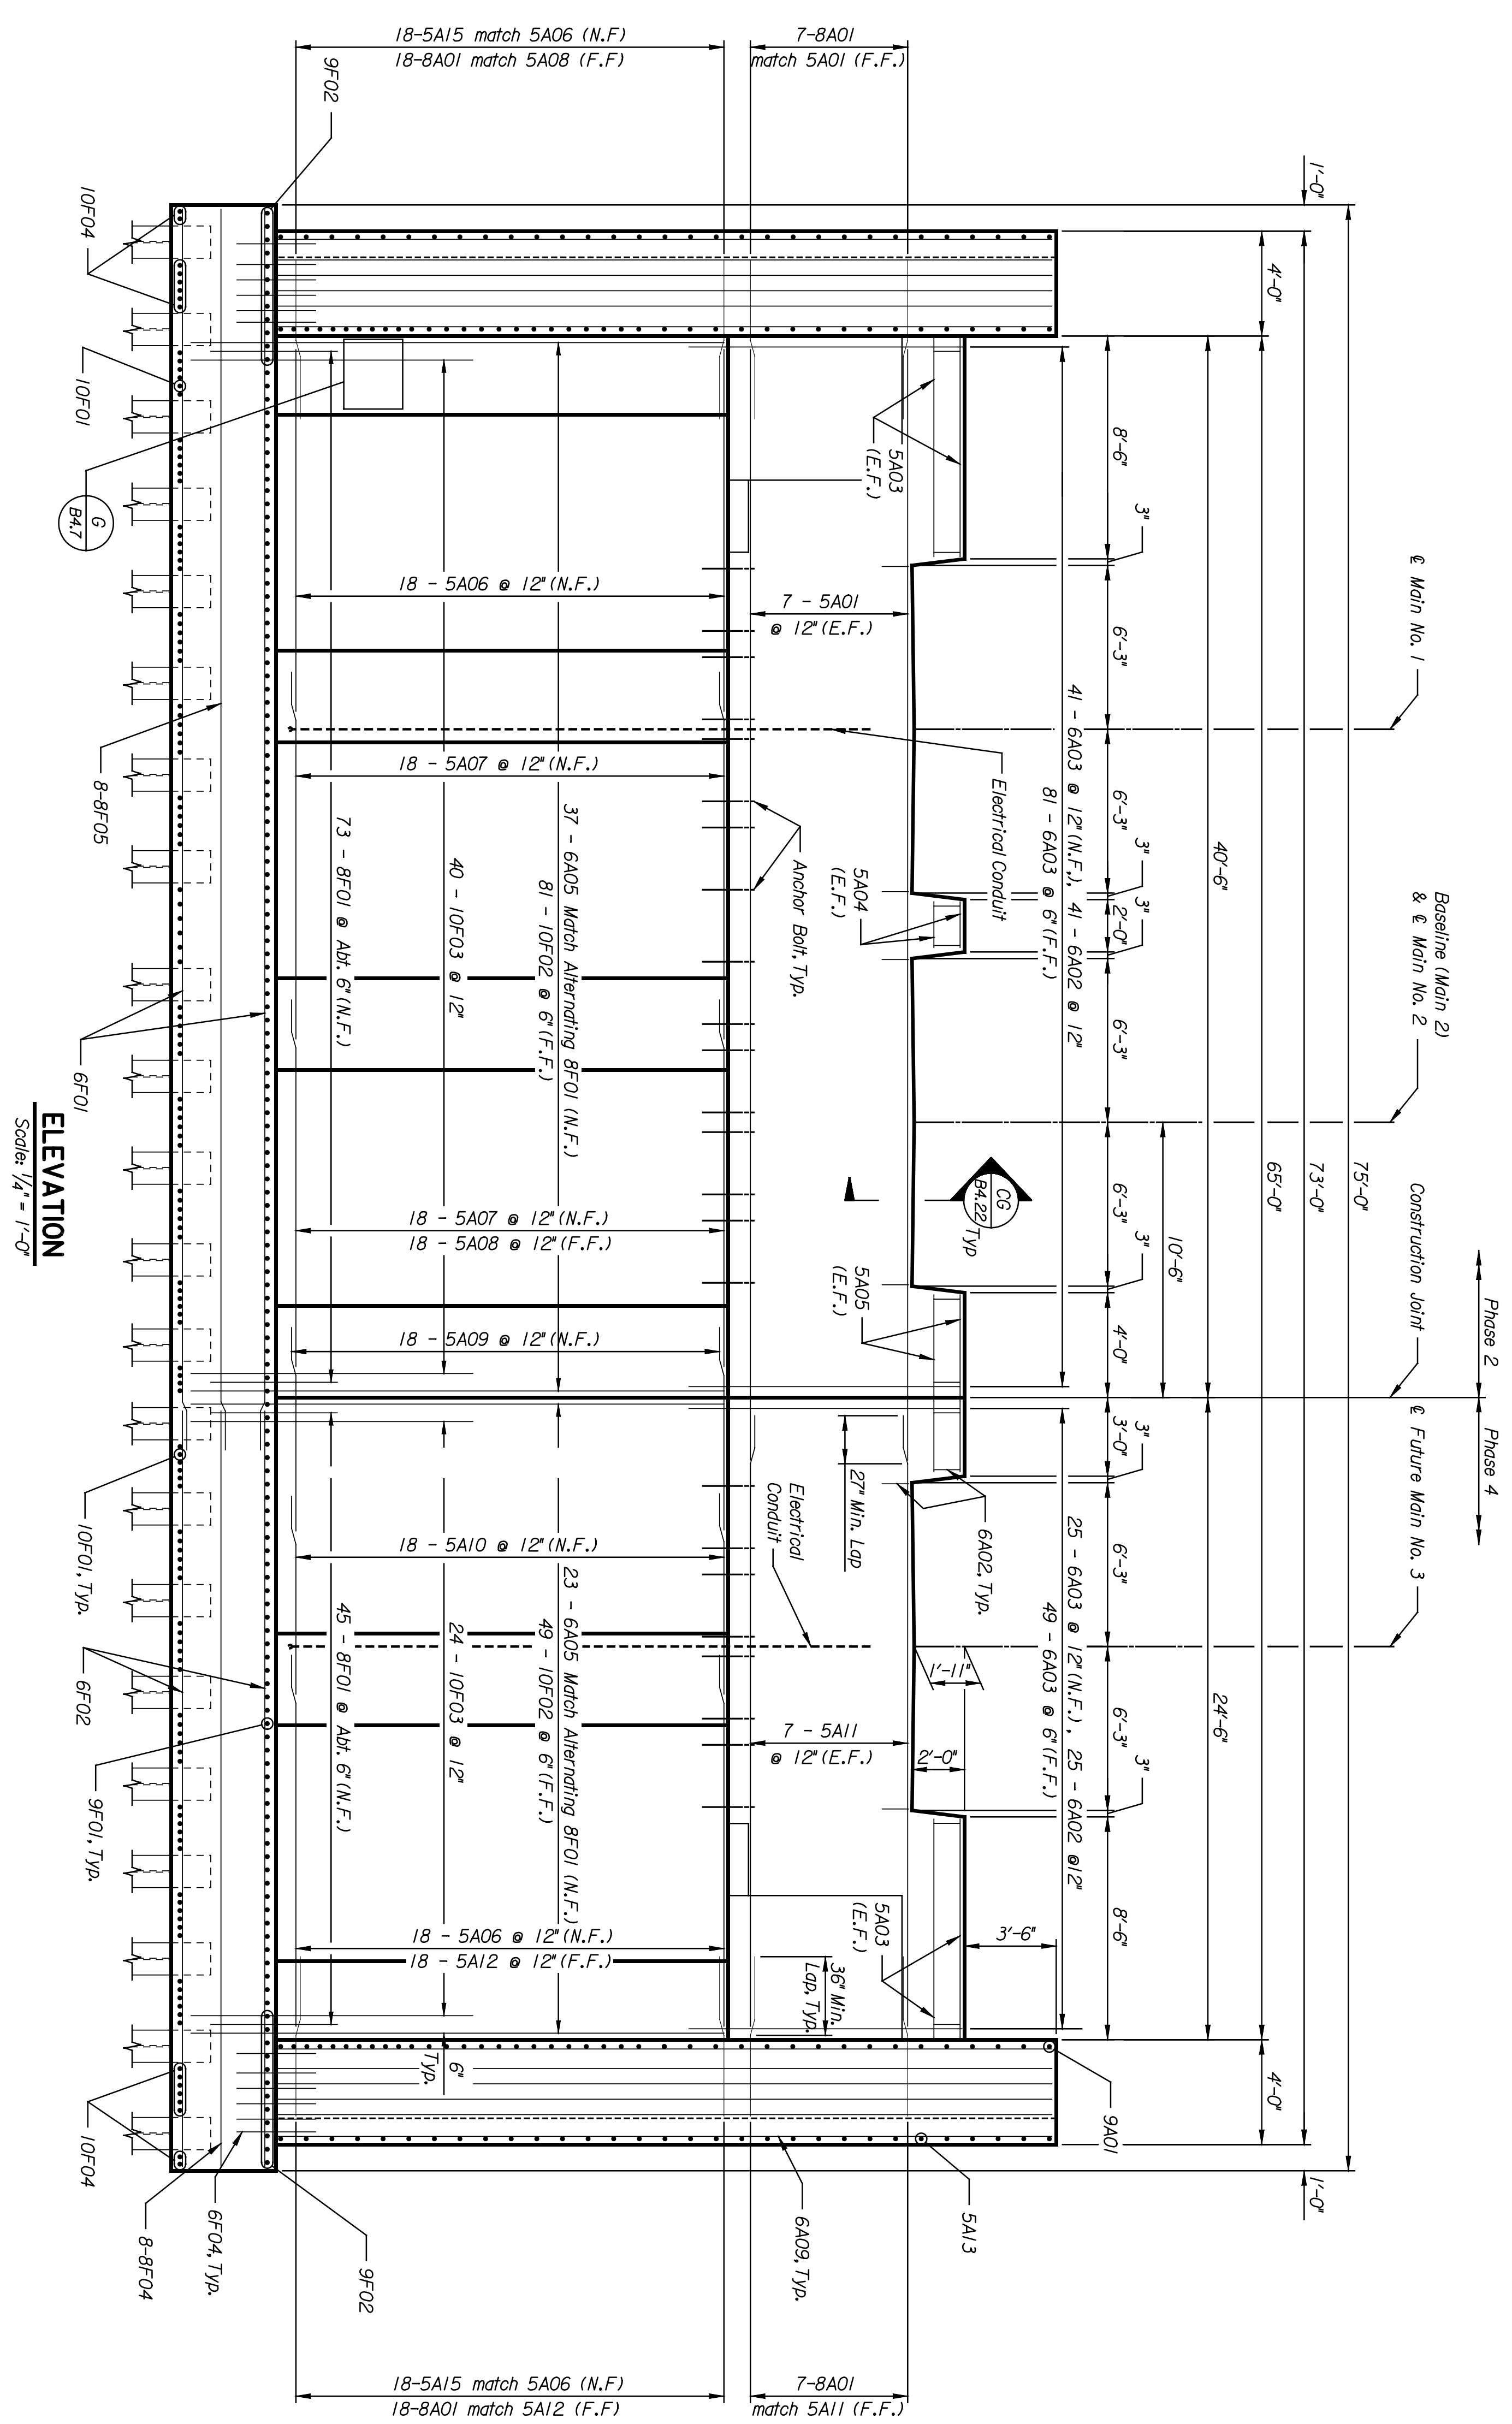 Phase 2
Phase 4
℄ Main No. 1
Baseline (Main 2)
& ℄ Main No. 2
Construction Joint
℄ Future Main No. 3
75'-0"
1'-0"
73'-0"
1'-0"
4'-0"
65'-0"
4'-0"
40'-6"
24'-6"
10'-6"
3"
3"
3"
3"
3"
3"
8'-6"
6'-3"
6'-3"
2'-0"
6'-3"
6'-3"
4'-0"
3'-0"
6'-3"
6'-3"
8'-6"
41 - 6A03 @ 12" (N.F.), 41 - 6A02 @ 12"
81 - 6A03 @ 6" (F.F.)
25 - 6A03 @ 12" (N.F.), 25 - 6A02 @12"
49 - 6A03 @ 6" (F.F.)
9A01
3'-6"
CG
B4.22
Typ
Electrical Conduit
6A02, Typ.
1'-11"
2'-0"
5A13
5A03
(E.F.)
5A04
(E.F.)
5A05
(E.F.)
5A03
(E.F.)
7-8A01
match 5A01 (F.F.)
7 - 5A01
@ 12" (E.F.)
Anchor Bolt, Typ.
27" Min. Lap
Electrical
Conduit
7 - 5A11
@ 12" (E.F.)
36" Min.
Lap, Typ.
6A09, Typ.
7-8A01
match 5A11 (F.F.)
37 - 6A05 Match Alternating 8F01 (N.F.)
81 - 10F02 @ 6" (F.F.)
23 - 6A05 Match Alternating 8F01 (N.F.)
49 - 10F02 @ 6" (F.F.)
18-5A15 match 5A06 (N.F)
18-8A01 match 5A08 (F.F)
18 - 5A06 @ 12" (N.F.)
18 - 5A07 @ 12" (N.F.)
18 - 5A07 @ 12" (N.F.)
18 - 5A08 @ 12" (F.F.)
18 - 5A09 @ 12" (N.F.)
18 - 5A10 @ 12" (N.F.)
18 - 5A06 @ 12" (N.F.)
18 - 5A12 @ 12" (F.F.)
18-5A15 match 5A06 (N.F)
18-8A01 match 5A12 (F.F)
40 - 10F03 @ 12"
24 - 10F03 @ 12"
6"
Typ.
73 - 8F01 @ Abt. 6" (N.F.)
45 - 8F01 @ Abt. 6" (N.F.)
9F02
9F02
6F04, Typ.
8-8F04
10F04
10F01
G
B4.7
8-8F05
6F01
10F01, Typ.
6F02
9F01, Typ.
10F04
ELEVATION
Scale: 1/4" = 1'-0"